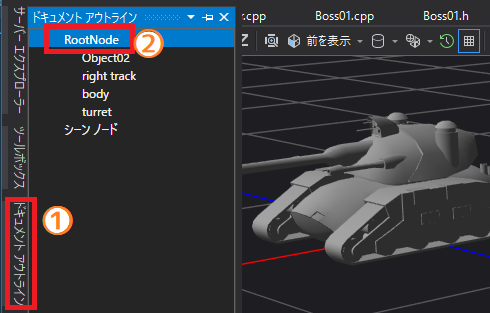 ドキュメント アウトライン
.cpp
Boss01.cpp
Boss01.h
サーバー エクスプローラー
ツールボックス
ドキュメント アウトライン
①
RootNode
②
Object02
right track
body
turret
シーン ノード
Z
前を表示